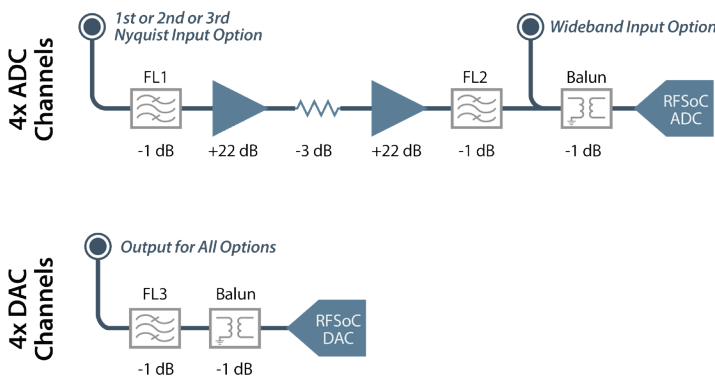 4x ADC
Channels
1st or 2nd or 3rd
Nyquist Input Option
Wideband Input Option
FL1
FL2
Balun
RFSoC
ADC
-1 dB
+22 dB
-3 dB
+22 dB
-1 dB
-1 dB
4x DAC
Channels
Output for All Options
FL3
Balun
RFSoC
DAC
-1 dB
-1 dB